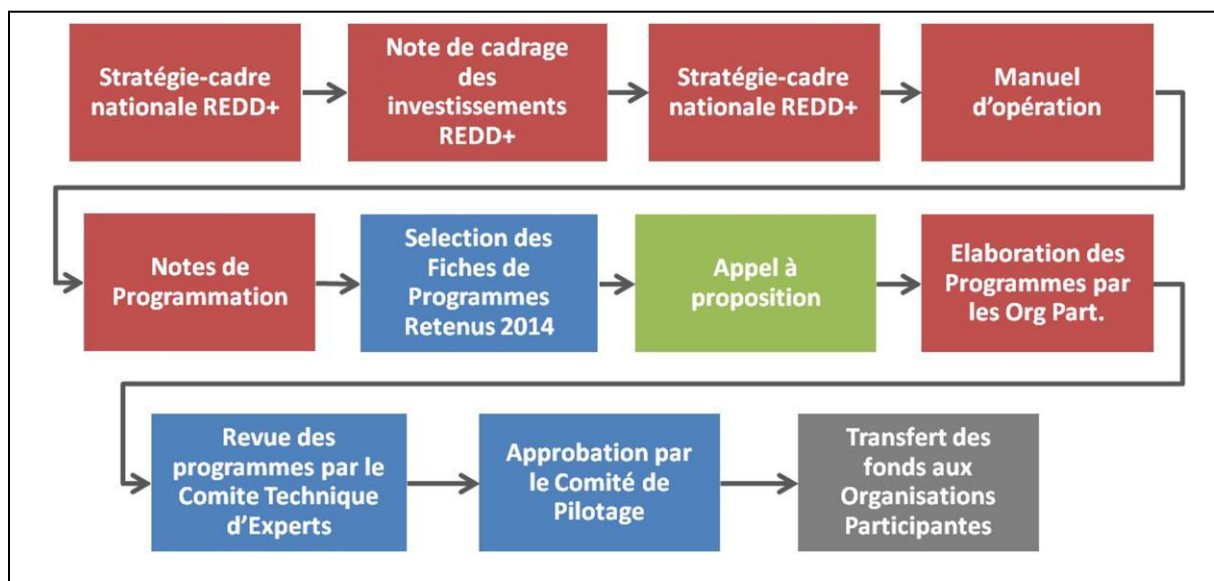 Stratégie-cadre
nationale REDD+
Note de cadrage
des
investissements
REDD+
Stratégie-cadre
nationale REDD+
Manuel
d’opération
Notes de
Programmation
Selection des
Fiches de
Programmes
Retenus 2014
Appel à
proposition
Elaboration des
Programmes par
les Org Part.
Revue des
programmes par le
Comite Technique
d’Experts
Approbation par
le Comité de
Pilotage
Transfert des
fonds aux
Organisations
Participantes